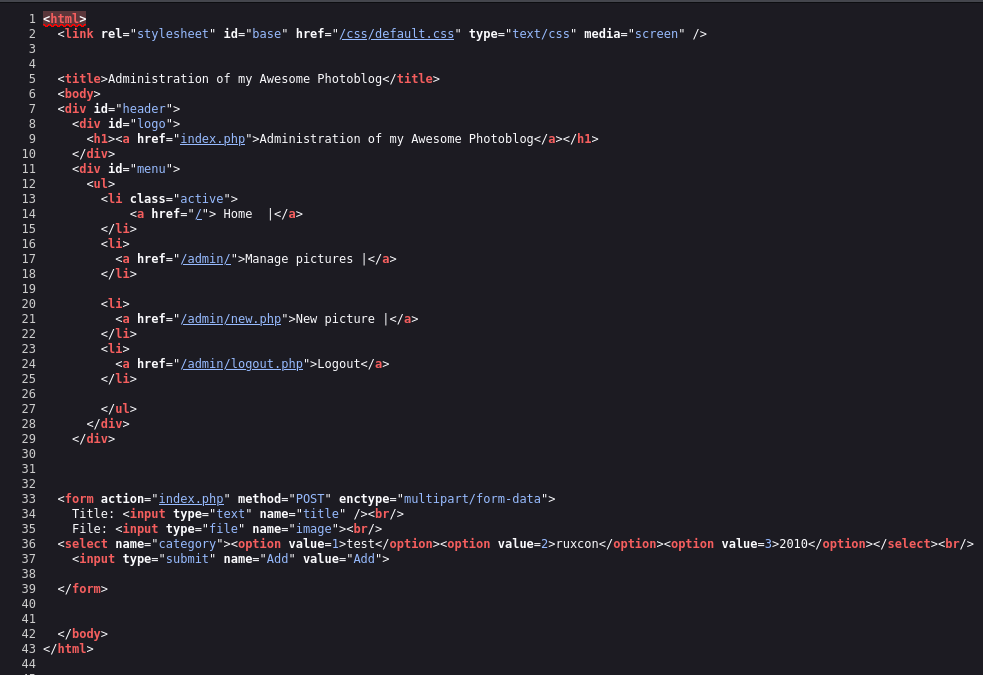 1 <html>
2   <link rel="stylesheet" id="base" href="/css/default.css" type="text/css" media="screen" />
3
4
5   <title>Administration of my Awesome Photoblog</title>
6   <body>
7   <div id="header">
8     <div id="logo">
9       <h1><a href="index.php">Administration of my Awesome Photoblog</a></h1>
10     </div>
11     <div id="menu">
12       <ul>
13         <li class="active">
14             <a href="/"> Home  |</a>
15         </li>
16         <li>
17           <a href="/admin/">Manage pictures |</a>
18         </li>
19
20         <li>
21           <a href="/admin/new.php">New picture |</a>
22         </li>
23         <li>
24           <a href="/admin/logout.php">Logout</a>
25         </li>
26
27         </ul>
28       </div>
29     </div>
30
31
32
33   <form action="index.php" method="POST" enctype="multipart/form-data">
34     Title: <input type="text" name="title" /><br/>
35     File: <input type="file" name="image"><br/>
36   <select name="category"><option value=1>test</option><option value=2>ruxcon</option><option value=3>2010</option></select><br/>
37     <input type="submit" name="Add" value="Add">
38
39   </form>
40
41
42   </body>
43 </html>
44